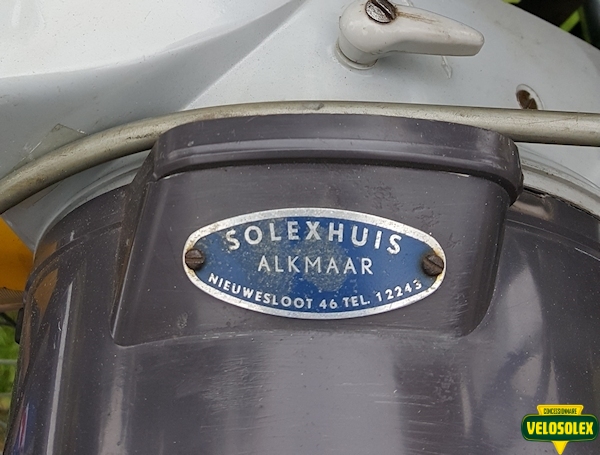 SOLEXHUIS
ALKMAAR
NIEUWESLOOT 46 TEL. 12243
CONCESSIONNAIRE
VELOSOLEX